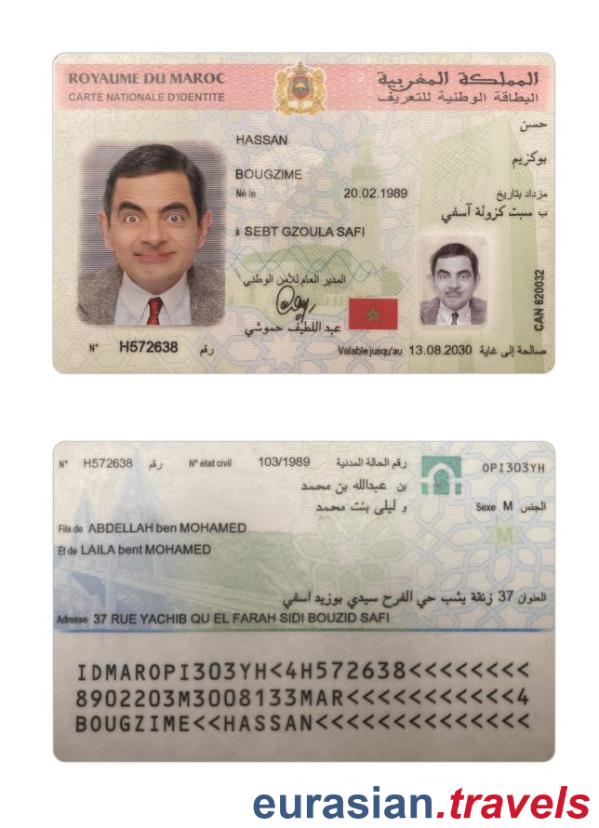 ROYAUME DU MAROC
المملكة المغربية
CARTE NATIONALE D'IDENTITE
البطاقة الوطنية للتعريف
حسن
HASSAN
بوكزيم
BOUGZIME
Né le 20.02.1989 مزداد بتاريخ
ب سبت كزولة آسفي
à SEBT GZOULA SAFI
المدير العام للأمن الوطني
عبد اللطيف حموشي
CAN 820032
N° H572638 رقم
Valable jusqu'au 13.08.2030 صالحة إلى غاية
N° H572638 رقم
N° état civil 103/1989 رقم الحالة المدنية
OPI303YH
بن عبدالله بن محمد
و ليلى بنت محمد
Sexe M الجنس
M
Fils de ABDELLAH ben MOHAMED
Et de LAILA bent MOHAMED
العنوان 37 زنقة يشب حي الفرح سيدي بوزيد اسفي
Adresse 37 RUE YACHIB QU EL FARAH SIDI BOUZID SAFI
IDMAROPI303YH<4H572638<<<<<<<<
8902203M3008133MAR<<<<<<<<<<<4
BOUGZIME<<HASSAN<<<<<<<<<<<<<<
eurasian.travels